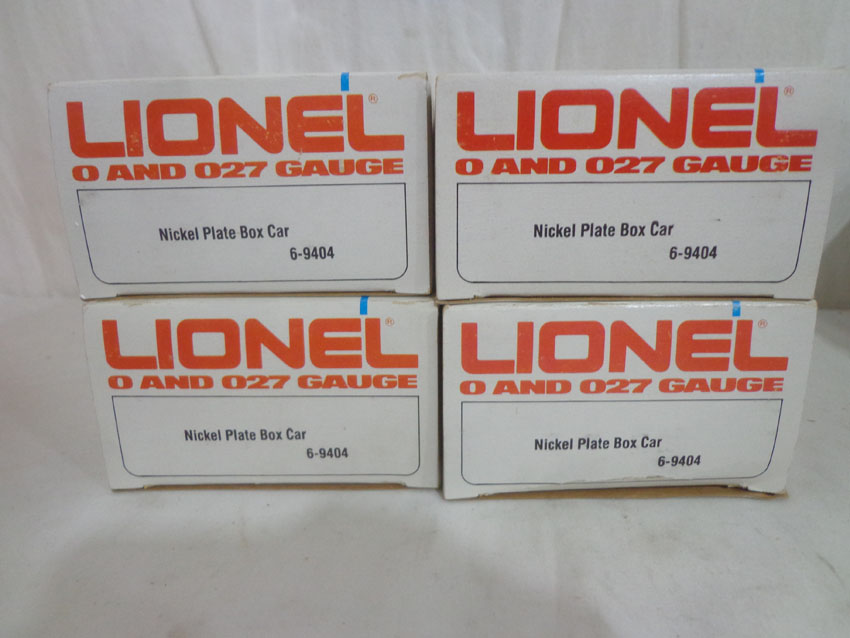 LIONEL®
O AND O27 GAUGE
Nickel Plate Box Car
6-9404
LIONEL®
O AND O27 GAUGE
Nickel Plate Box Car
6-9404
LIONEL®
O AND O27 GAUGE
Nickel Plate Box Car
6-9404
LIONEL®
O AND O27 GAUGE
Nickel Plate Box Car
6-9404